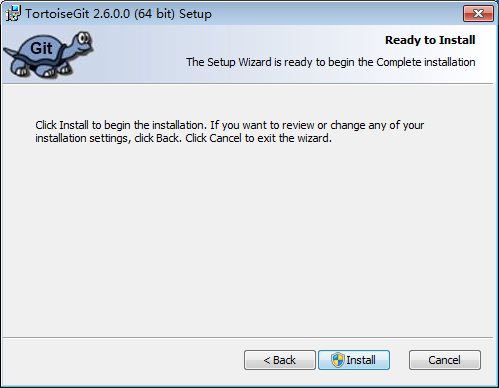 TortoiseGit 2.6.0.0 (64 bit) Setup
Git
Ready to Install
The Setup Wizard is ready to begin the Complete installation
Click Install to begin the installation. If you want to review or change any of your
installation settings, click Back. Click Cancel to exit the wizard.
< Back Install Cancel